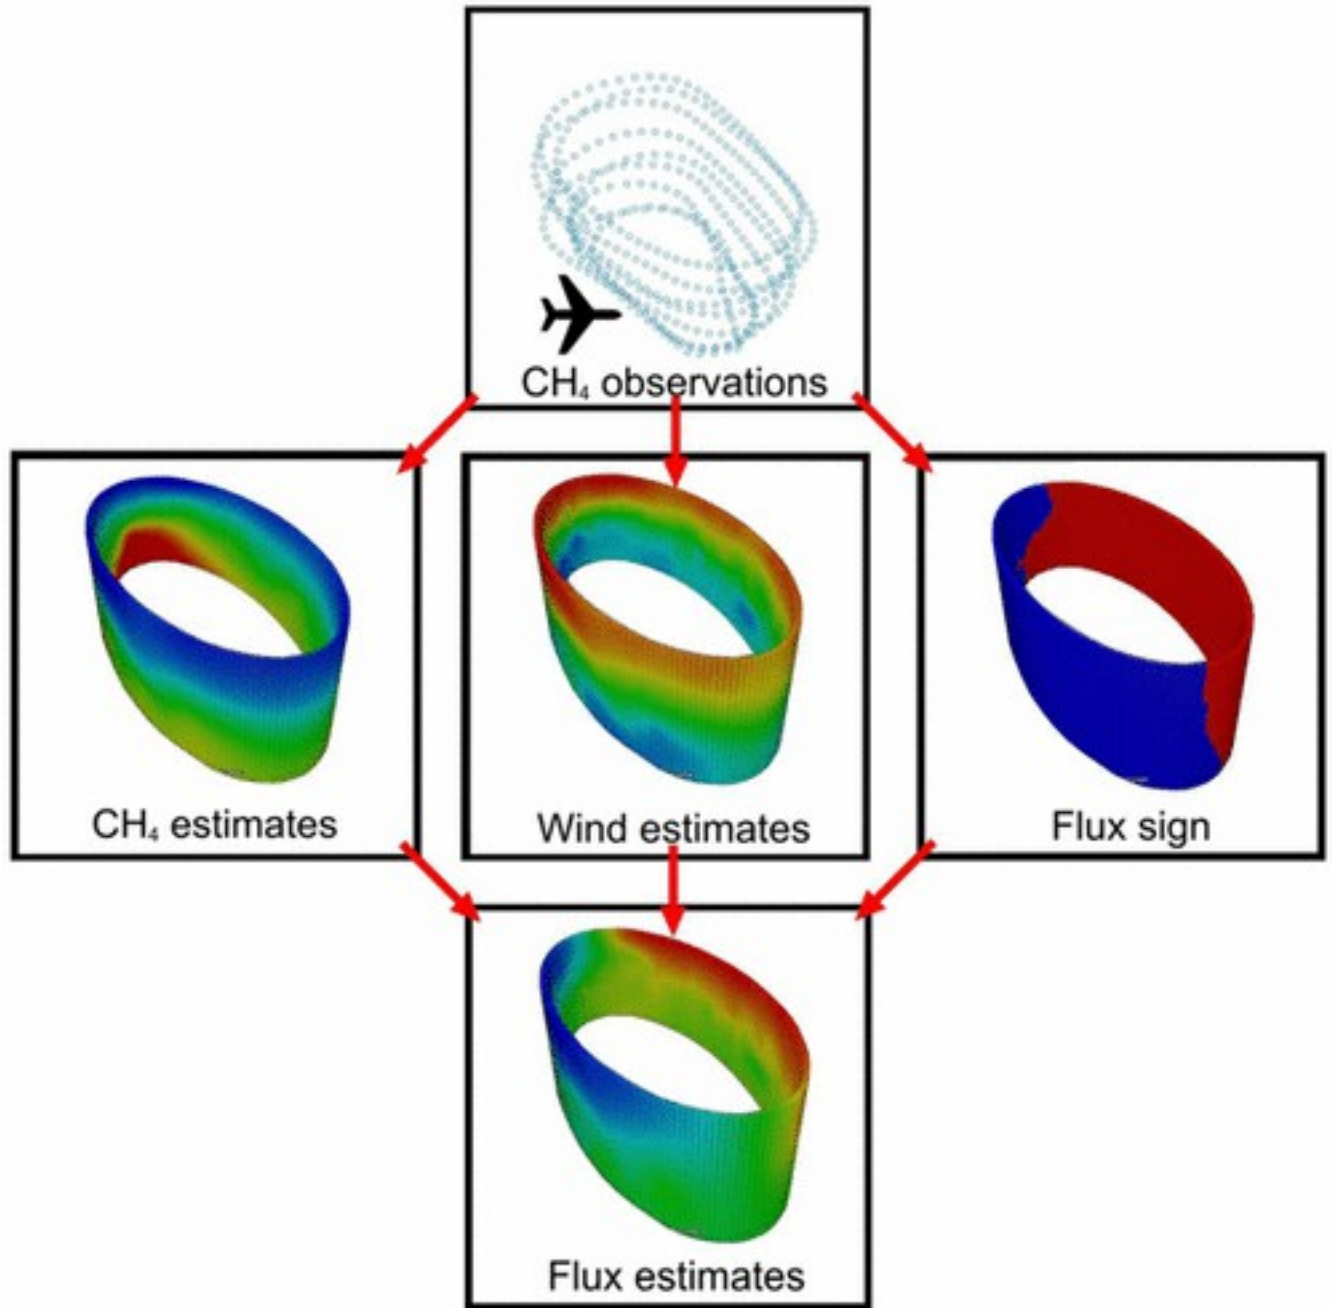 CH₄ observations
CH₄ estimates
Wind estimates
Flux sign
Flux estimates